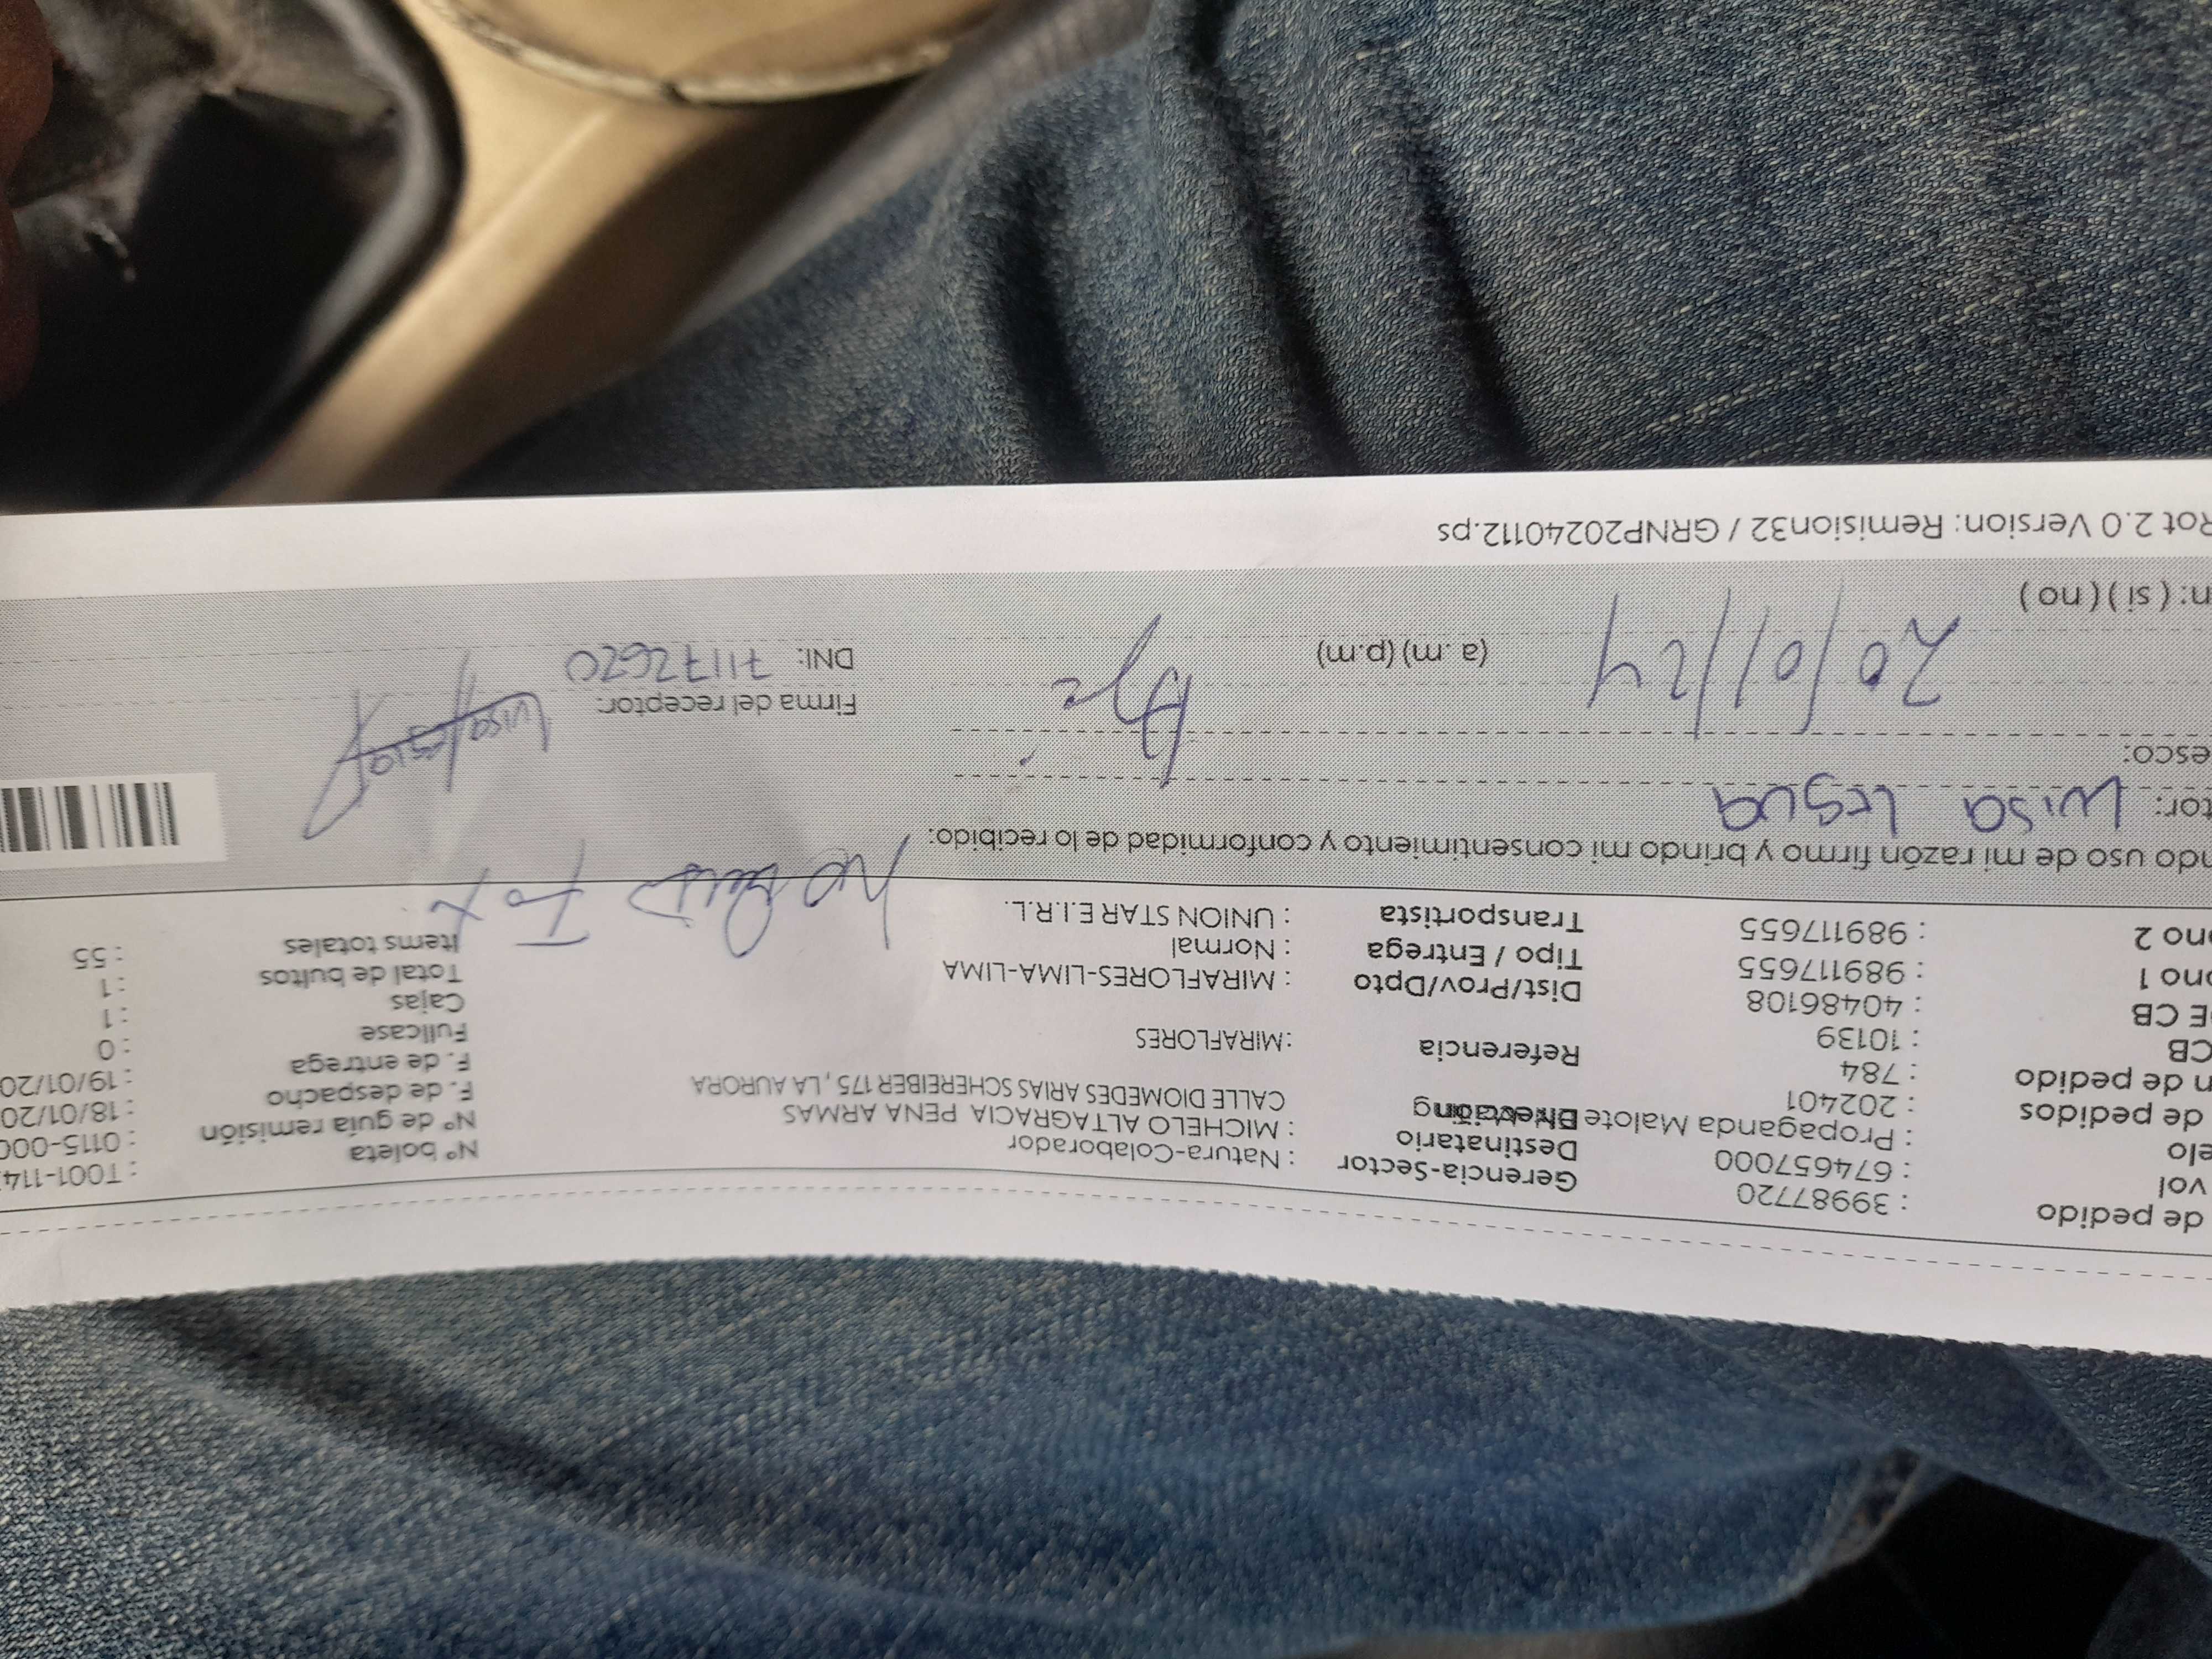 de pedido : 39987720 Gerencia-Sector : Natura-Colaborador Nº boleta : T001-114
vol : 674657000 Destinatario : MICHELO ALTAGRACIA PENA ARMAS Nº de guía remisión : 0115-000
elo : Propaganda Malote CALLE DIOMEDES ARIAS SCHEREIBER 175, LA AURORA F. de despacho : 18/01/20
de pedidos : 202401 F. de entrega : 19/01/20
n de pedido : 784 Referencia :MIRAFLORES Fullcase : 0
CB : 10139 Cajas : 1
E CB : 40486108 Dist/Prov/Dpto : MIRAFLORES-LIMA-LIMA Total de bultos : 1
ono 1 : 989117655 Tipo / Entrega : Normal Items totales : 55
ono 2 : 989117655 Transportista : UNION STAR E.I.R.L.
ndo uso de mi razón firmo y brindo mi consentimiento y conformidad de lo recibido:
tor: Luisa Legua
esco:
Firma del receptor:
20/01/24 (a.m) (p.m) DNI: 71172620
n: ( si ) ( no )
Rot 2.0 Version: Remision32 / GRNP20240112.ps